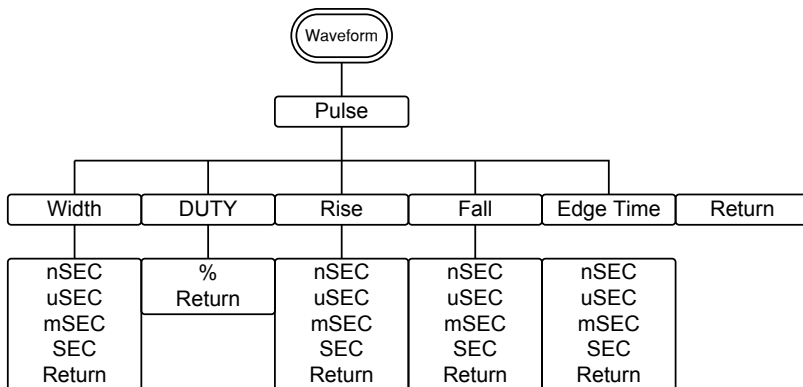 Waveform
Pulse
Width DUTY Rise Fall Edge Time Return
nSEC % nSEC nSEC nSEC
uSEC Return uSEC uSEC uSEC
mSEC mSEC mSEC mSEC
SEC SEC SEC SEC
Return Return Return Return